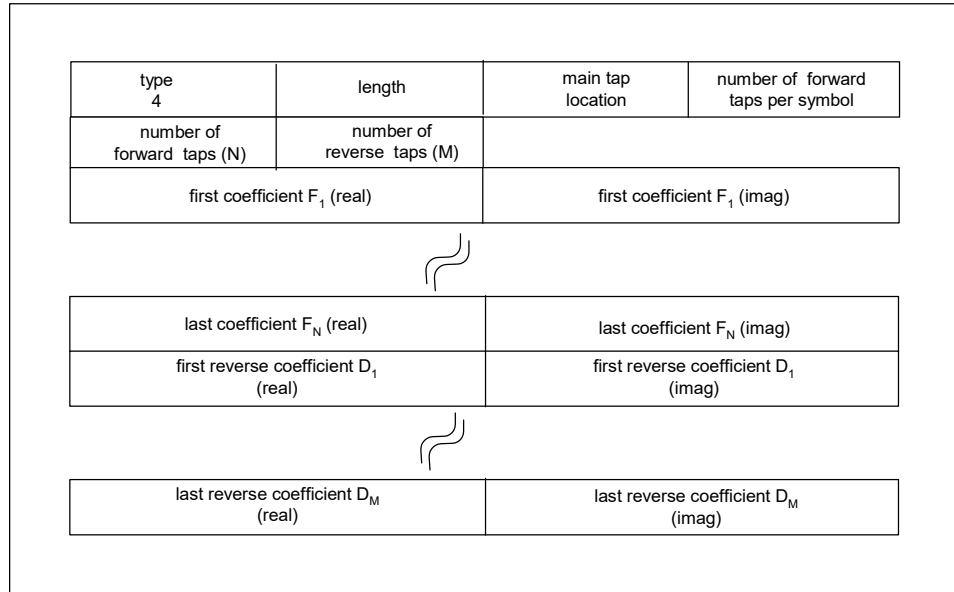 type
4
length
main tap
location
number of forward
taps per symbol
number of
forward taps (N)
number of
reverse taps (M)
first coefficient F₁ (real)
first coefficient F₁ (imag)
last coefficient Fₙ (real)
last coefficient Fₙ (imag)
first reverse coefficient D₁
(real)
first reverse coefficient D₁
(imag)
last reverse coefficient D_M
(real)
last reverse coefficient D_M
(imag)